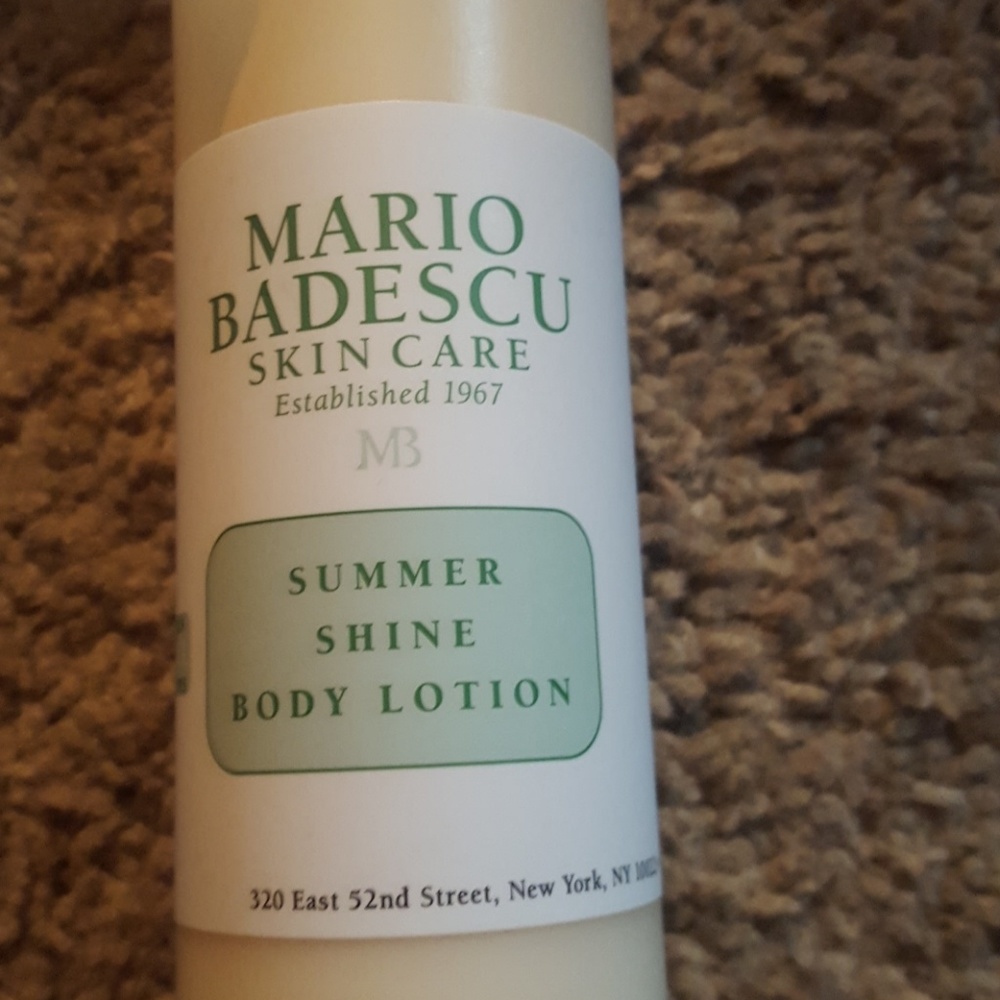 MARIO
BADESCU
SKIN CARE
Established 1967
MB
SUMMER
SHINE
BODY LOTION
320 East 52nd Street, New York, NY